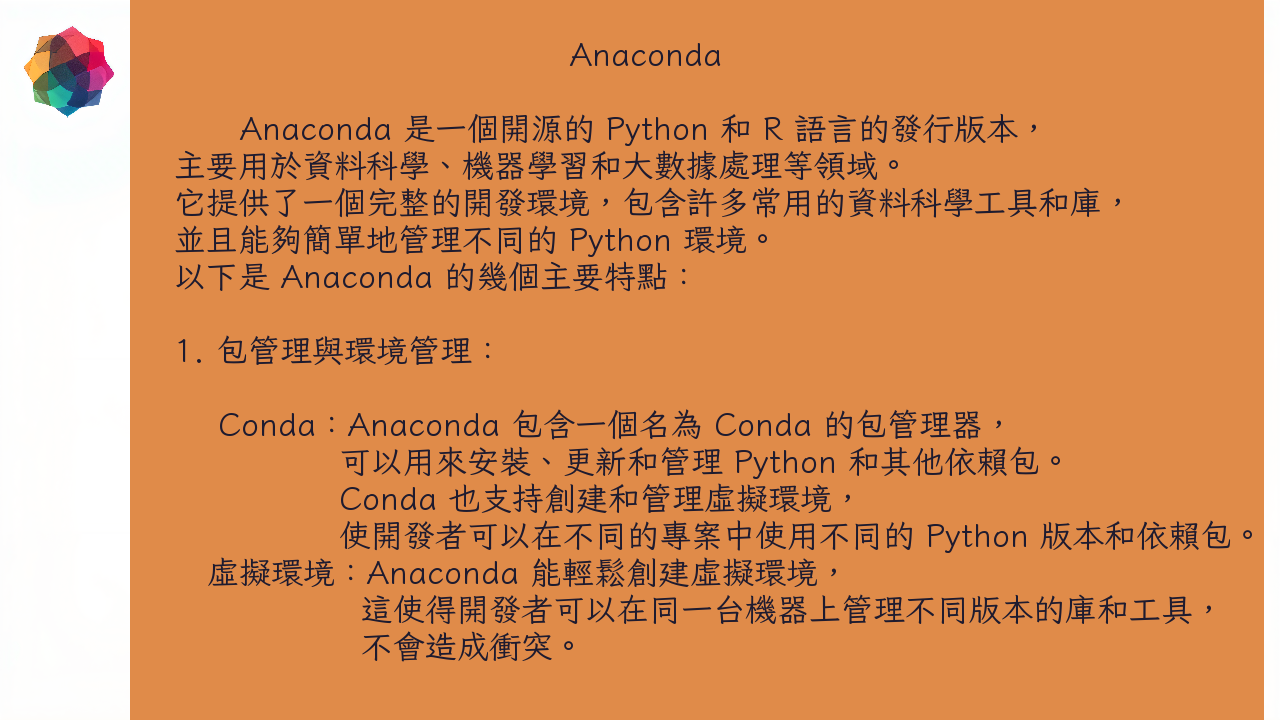 Anaconda
Anaconda 是一個開源的 Python 和 R 語言的發行版本，
主要用於資料科學、機器學習和大數據處理等領域。
它提供了一個完整的開發環境，包含許多常用的資料科學工具和庫，
並且能夠簡單地管理不同的 Python 環境。
以下是 Anaconda 的幾個主要特點：
1. 包管理與環境管理：
Conda：Anaconda 包含一個名為 Conda 的包管理器，
可以用來安裝、更新和管理 Python 和其他依賴包。
Conda 也支持創建和管理虛擬環境，
使開發者可以在不同的專案中使用不同的 Python 版本和依賴包。
虛擬環境：Anaconda 能輕鬆創建虛擬環境，
這使得開發者可以在同一台機器上管理不同版本的庫和工具，
不會造成衝突。